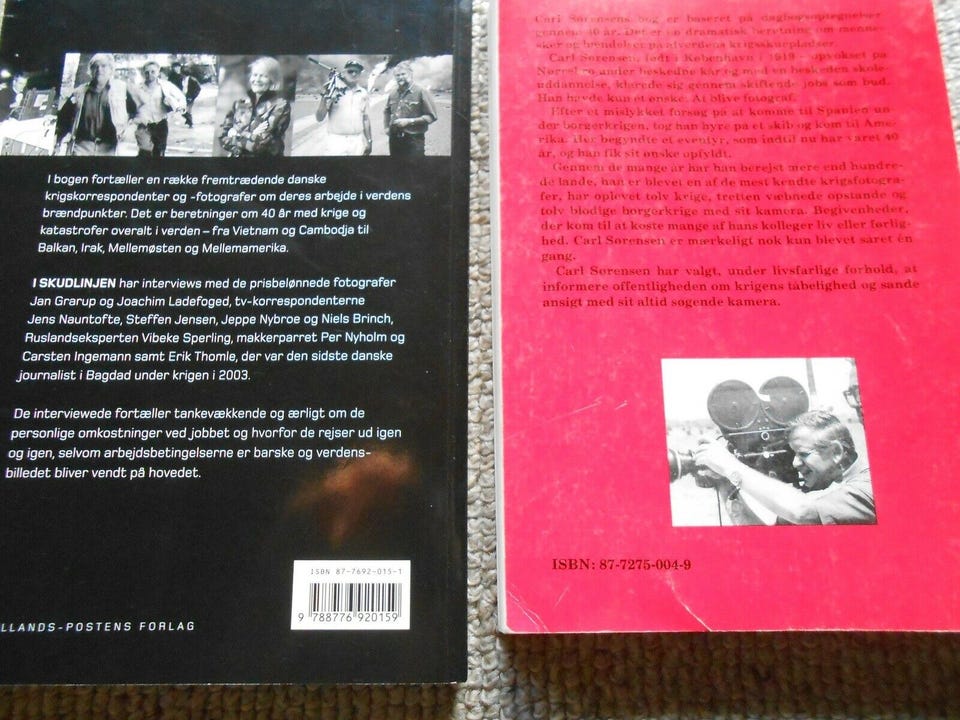 I bogen fortæller en række fremtrædende danske
krigskorrespondenter og -fotografer om deres arbejde i verdens
brændpunkter. Det er beretninger om 40 år med krige og
katastrofer overalt i verden – fra Vietnam og Cambodja til
Balkan, Irak, Mellemøsten og Mellemamerika.
I SKUDLINJEN har interviews med de prisbelønnede fotografer
Jan Grarup og Joachim Ladefoged, tv-korrespondenterne
Jens Nauntofte, Steffen Jensen, Jeppe Nybroe og Niels Brinch,
Ruslandseksperten Vibeke Sperling, makkerparret Per Nyholm og
Carsten Ingemann samt Erik Thomle, der var den sidste danske
journalist i Bagdad under krigen i 2003.
De interviewede fortæller tankevækkende og ærligt om de
personlige omkostninger ved jobbet og hvorfor de rejser ud igen
og igen, selvom arbejdsbetingelserne er barske og verdens-
billedet bliver vendt på hovedet.
ISBN 87-7692-015-1
9 788776 920159
LLANDS-POSTENS FORLAG
Carl Sørensens bog er baseret på dagbogsoptegnelser
gennem 40 år. Det er en dramatisk beretning om menne-
sker og hændelser på alverdens krigsskuepladser.
Carl Sørensen, født i København i 1919 - opvokset på
Nørrebro under beskedne kår og med en beskeden skole-
uddannelse, klarede sig gennem skiftende jobs som bud.
Han havde kun et ønske. At blive fotograf.
Efter et mislykket forsøg på at komme til Spanien un-
der borgerkrigen, tog han hyre på et skib og kom til Ame-
rika. Her begyndte et eventyr, som indtil nu har varet 40
år, og han fik sit ønske opfyldt.
Gennem de mange år har han berejst mere end hundre-
de lande, han er blevet en af de mest kendte krigsfotogra-
fer, har oplevet tolv krige, tretten væbnede opstande og
tolv blodige borgerkrige med sit kamera. Begivenheder,
der kom til at koste mange af hans kolleger liv eller førlig-
hed. Carl Sørensen er mærkeligt nok kun blevet såret én
gang.
Carl Sørensen har valgt, under livsfarlige forhold, at
informere offentligheden om krigens tåbelighed og sande
ansigt med sit altid søgende kamera.
ISBN: 87-7275-004-9